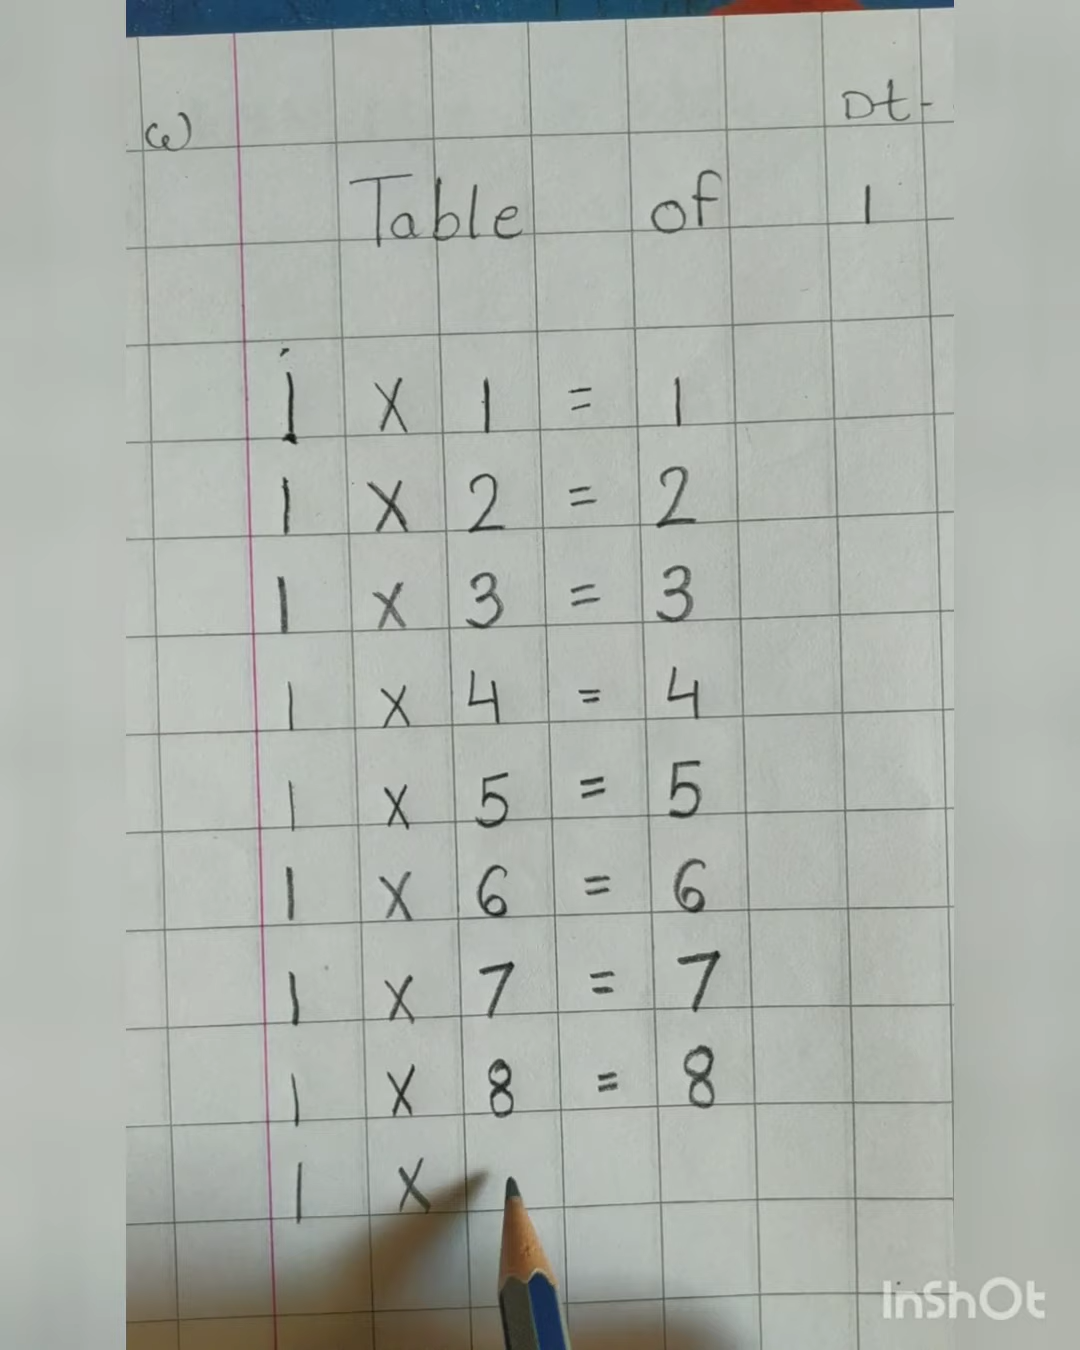 Dt-
Table of 1
1 X 1 = 1
1 X 2 = 2
1 X 3 = 3
1 X 4 = 4
1 X 5 = 5
1 X 6 = 6
1 X 7 = 7
1 X 8 = 8
1 X
InShOt